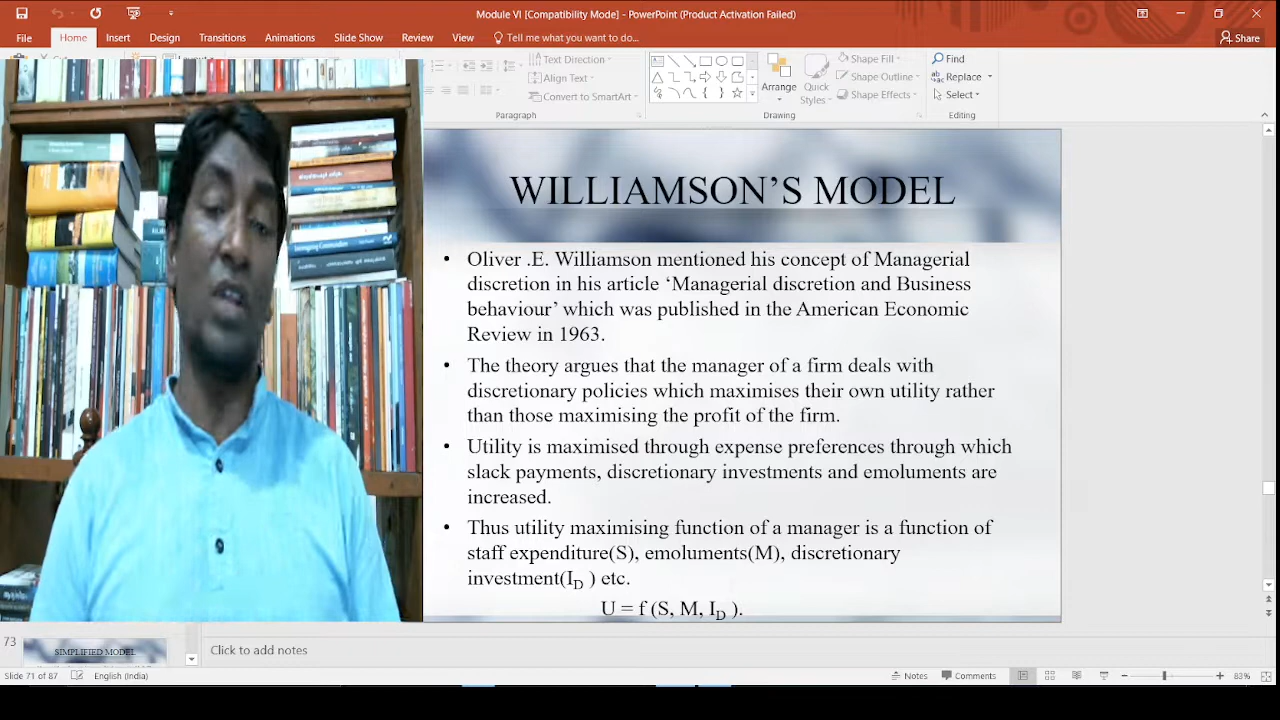 Module VI [Compatibility Mode] - PowerPoint (Product Activation Failed)
File Home Insert Design Transitions Animations Slide Show Review View Tell me what you want to do... Share
Text Direction
Align Text
Convert to SmartArt
Paragraph
Arrange
Quick
Styles
Shape Fill
Shape Outline
Shape Effects
Drawing
Find
Replace
Select
Editing
WILLIAMSON’S MODEL
• Oliver .E. Williamson mentioned his concept of Managerial
discretion in his article ‘Managerial discretion and Business
behaviour’ which was published in the American Economic
Review in 1963.
• The theory argues that the manager of a firm deals with
discretionary policies which maximises their own utility rather
than those maximising the profit of the firm.
• Utility is maximised through expense preferences through which
slack payments, discretionary investments and emoluments are
increased.
• Thus utility maximising function of a manager is a function of
staff expenditure(S), emoluments(M), discretionary
investment(I_D ) etc.
U = f (S, M, I_D ).
73
SIMPLIFIED MODEL
Click to add notes
Slide 71 of 87 English (India) Notes Comments 83%